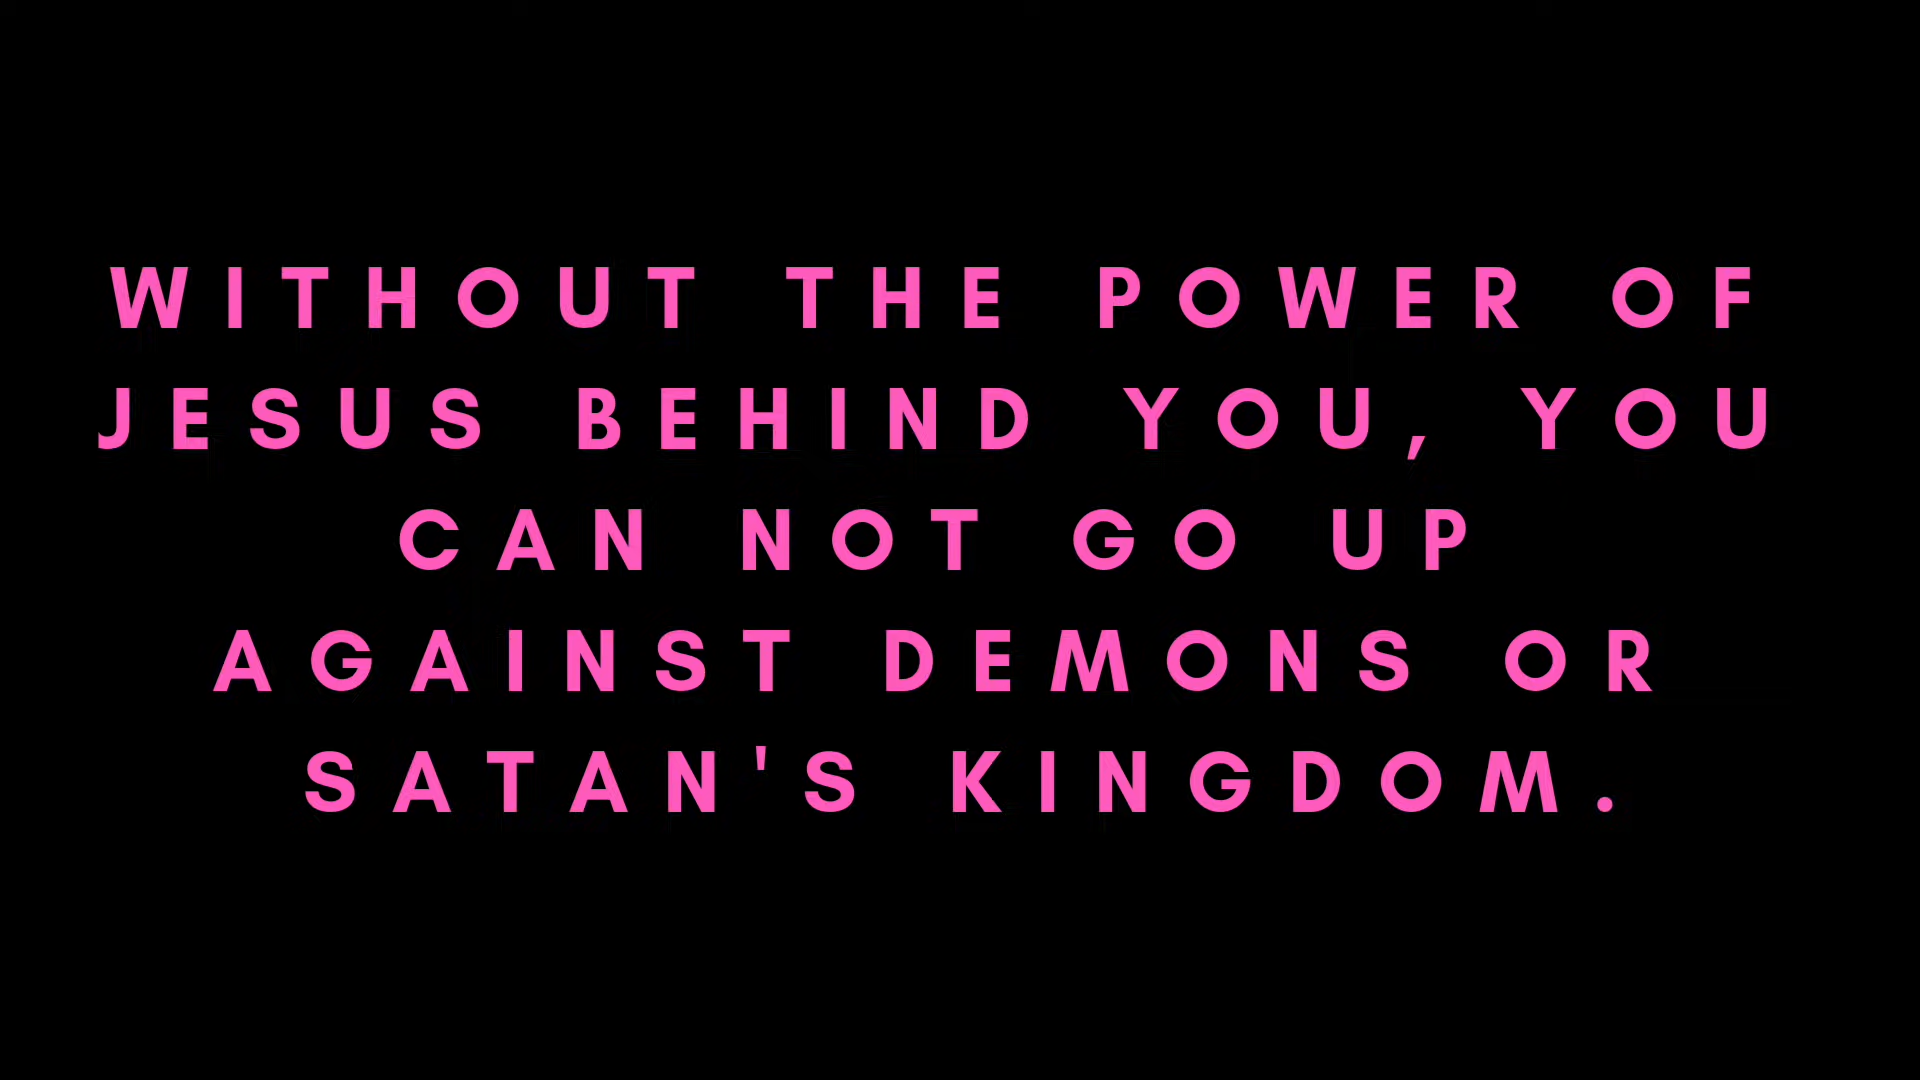 WITHOUT THE POWER OF
JESUS BEHIND YOU, YOU
CAN NOT GO UP
AGAINST DEMONS OR
SATAN'S KINGDOM.